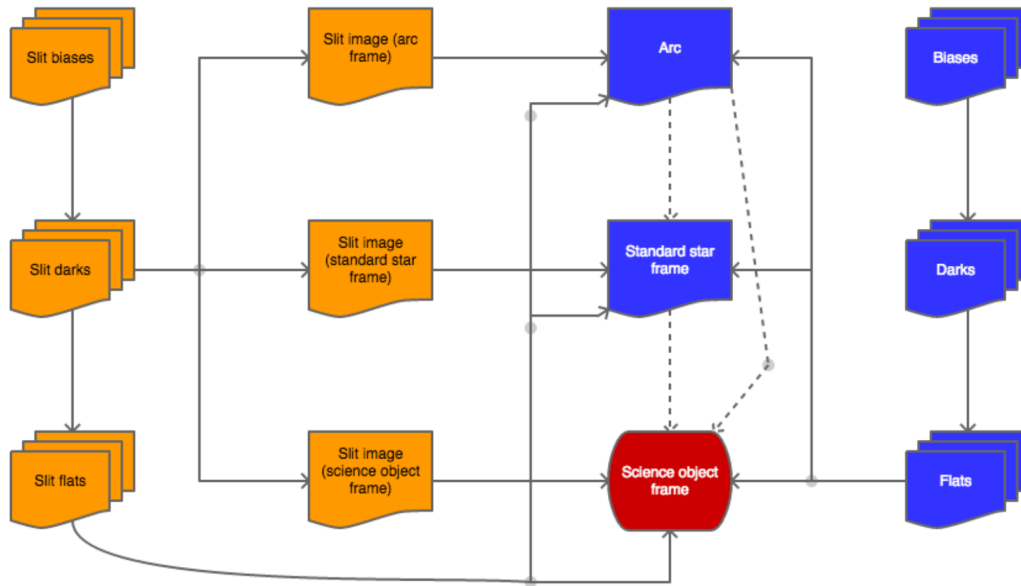 Slit biases
Slit image (arc
frame)
Arc
Biases
Slit darks
Slit image
(standard star
frame)
Standard star
frame
Darks
Slit flats
Slit image
(science object
frame)
Science object
frame
Flats